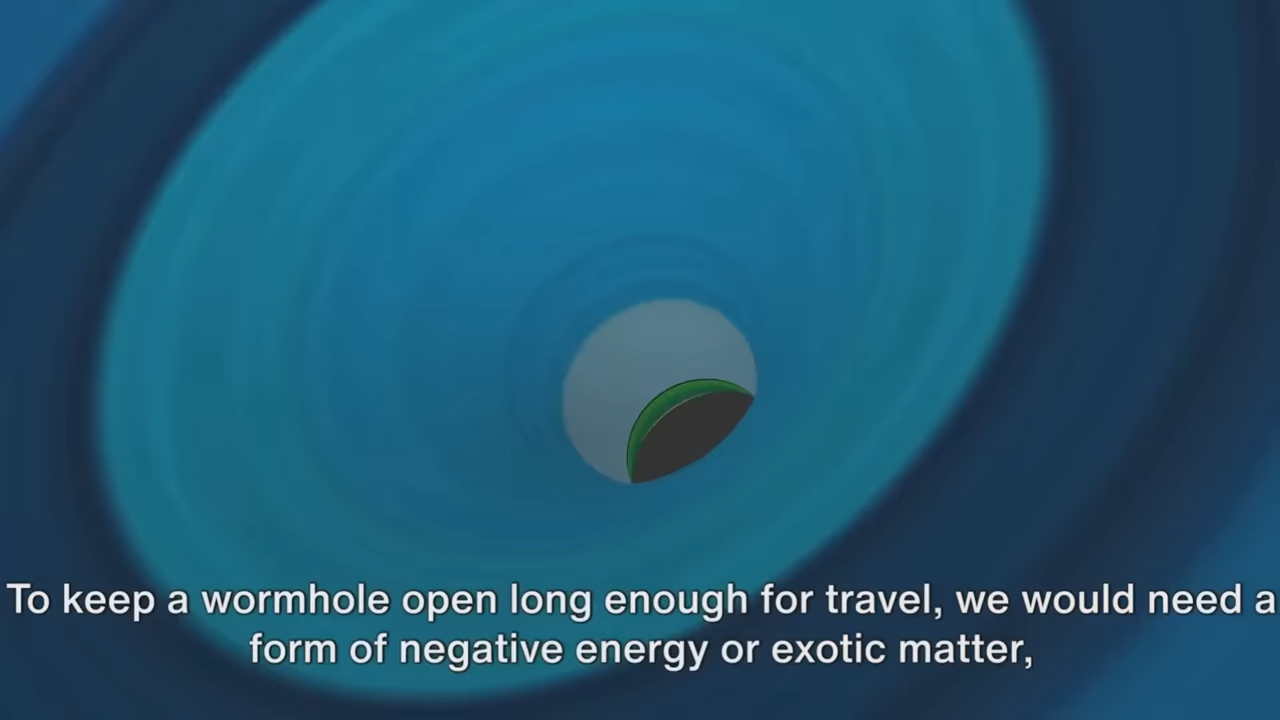 To keep a wormhole open long enough for travel, we would need a
form of negative energy or exotic matter,